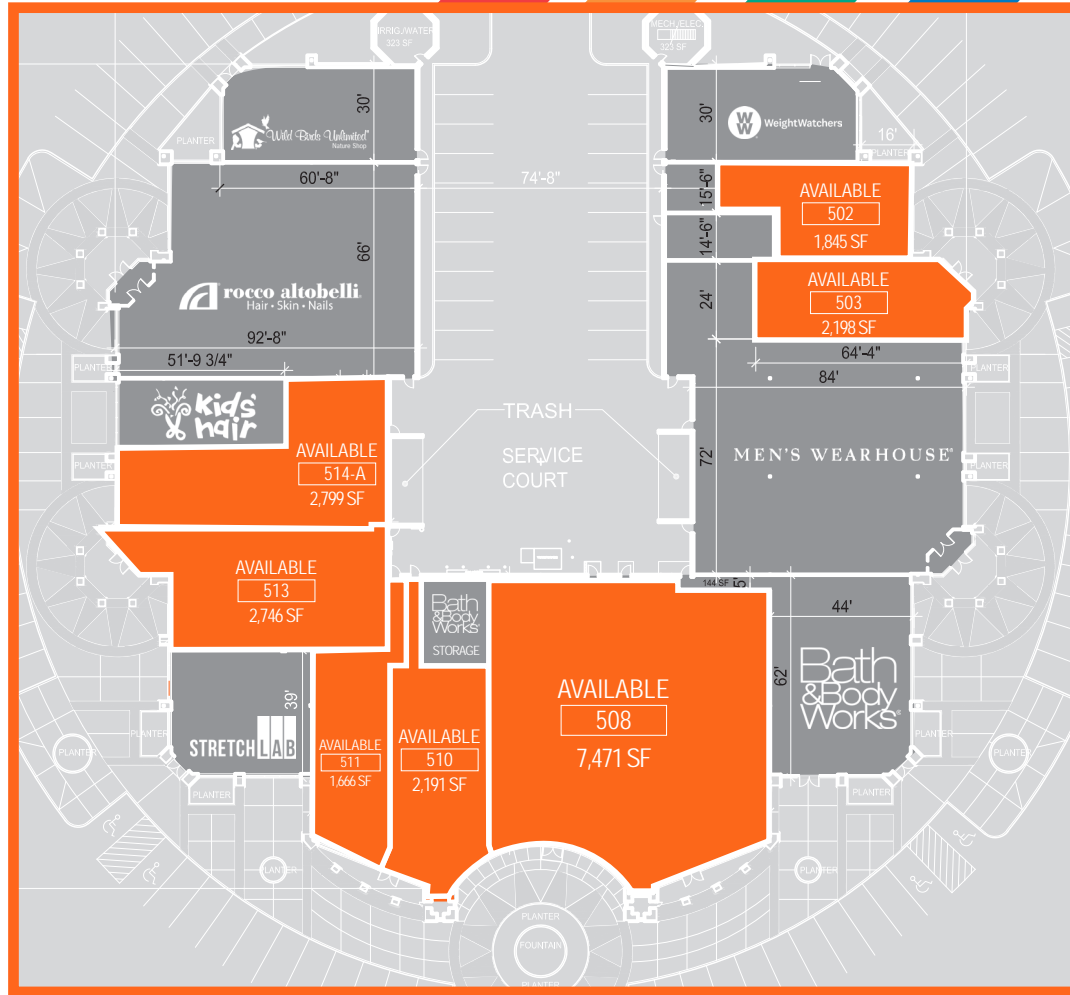 IRRIG./WATER
323 SF
MECH./ELEC.
323 SF
30'
Wild Birds Unlimited®
Nature Shop
PLANTER
30'
WW
WeightWatchers
16'
PLANTER
60'-8"
74'-8"
15'-6"
AVAILABLE
502
1,845 SF
14'-6"
66'
rocco altobelli®
Hair • Skin • Nails
24'
AVAILABLE
503
2,198 SF
92'-8"
51'-9 3/4"
PLANTER
64'-4"
84'
PLANTER
kids'
hair
TRASH
AVAILABLE
514-A
2,799 SF
SERVICE
COURT
72'
MEN'S WEARHOUSE®
PLANTER
PLANTER
AVAILABLE
513
2,746 SF
Bath
&Body
Works®
STORAGE
144 SF
5'
44'
39'
62'
Bath
&Body
Works®
AVAILABLE
508
7,471 SF
STRETCHLAB
AVAILABLE
511
1,666 SF
AVAILABLE
510
2,191 SF
PLANTER
PLANTER
PLANTER
PLANTER
PLANTER
PLANTER
PLANTER
PLANTER
PLANTER
FOUNTAIN
PLANTER